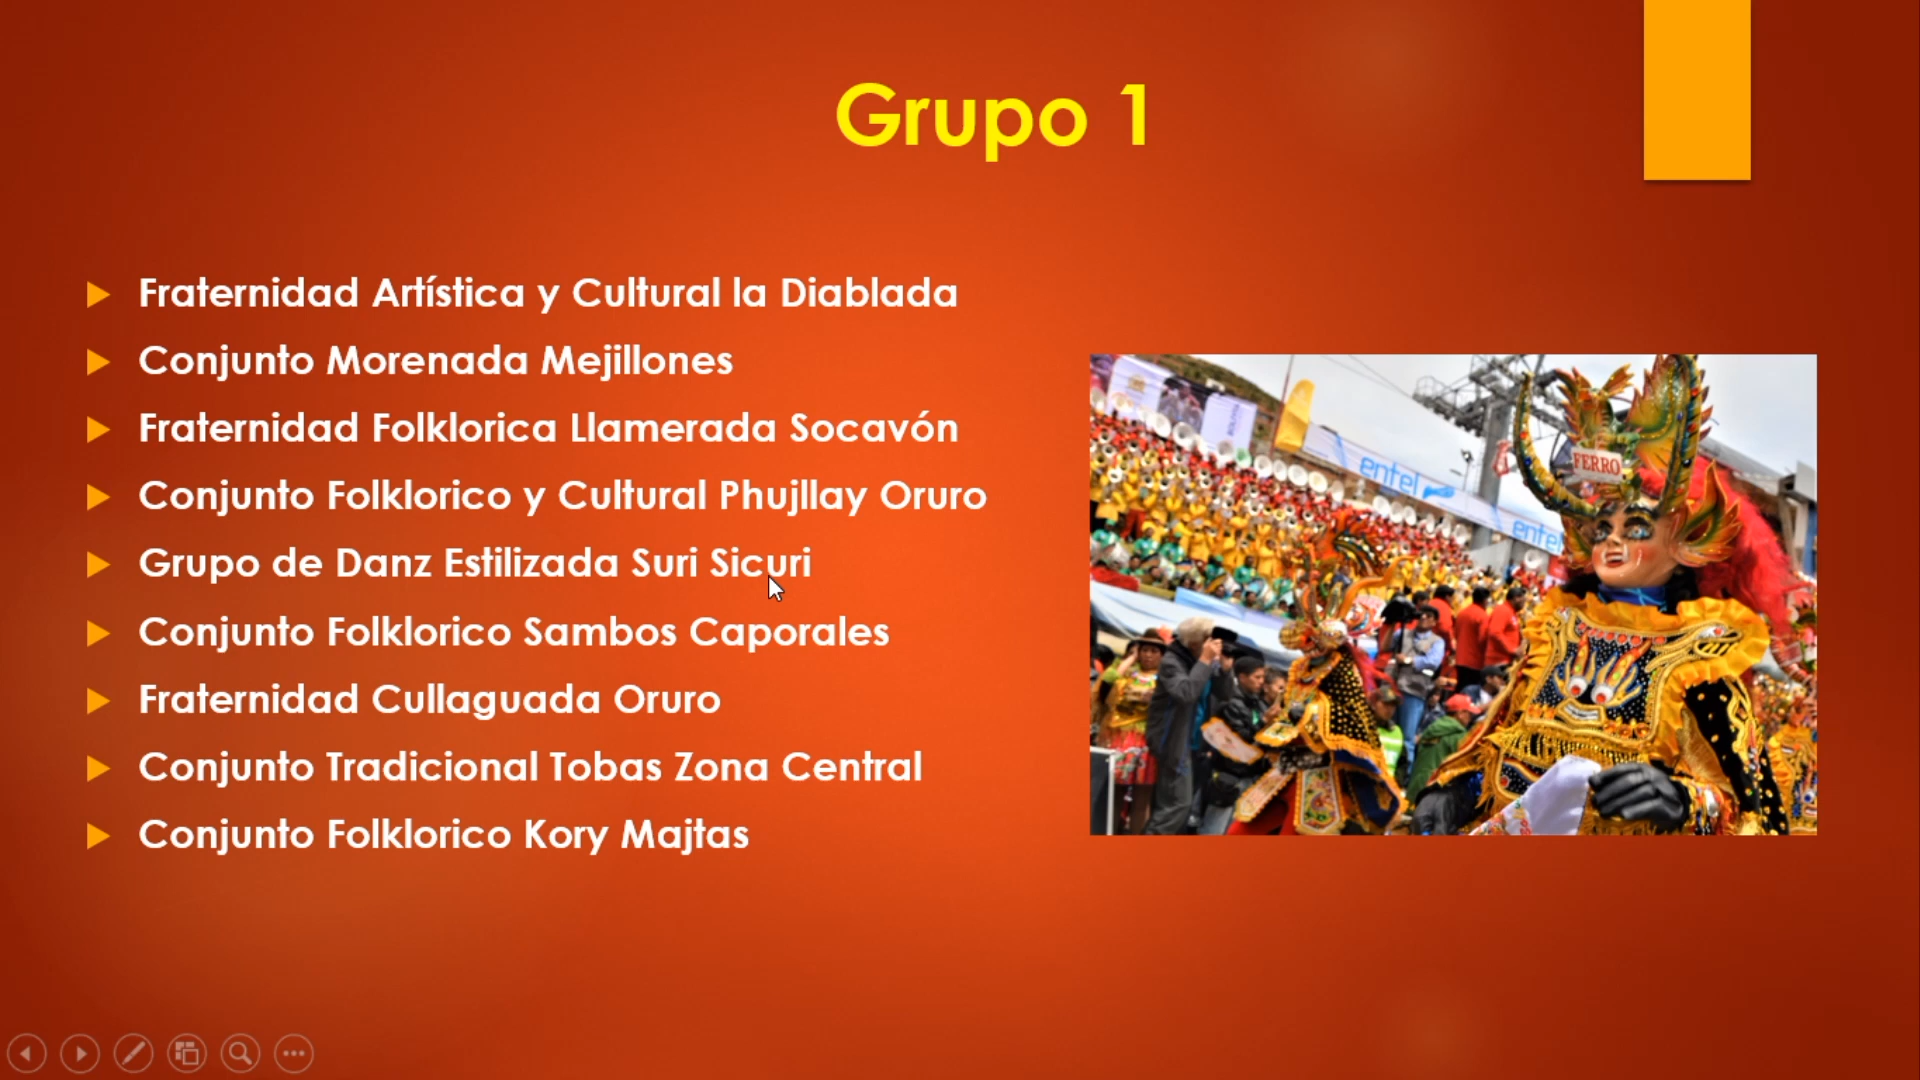 Grupo 1
Fraternidad Artística y Cultural la Diablada
Conjunto Morenada Mejillones
Fraternidad Folklorica Llamerada Socavón
Conjunto Folklorico y Cultural Phujllay Oruro
Grupo de Danz Estilizada Suri Sicuri
Conjunto Folklorico Sambos Caporales
Fraternidad Cullaguada Oruro
Conjunto Tradicional Tobas Zona Central
Conjunto Folklorico Kory Majtas
entel
entel
FERRO